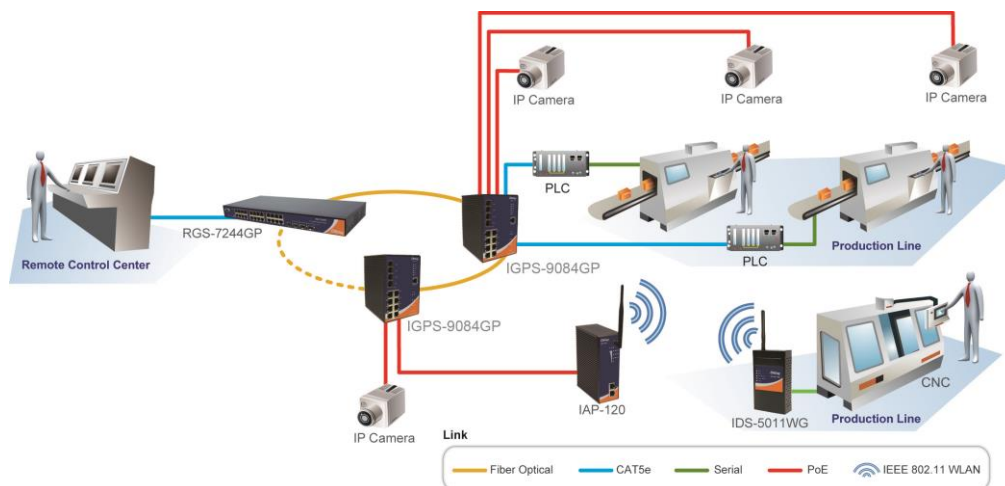 IP Camera
IP Camera
IP Camera
PLC
RGS-7244GP
Remote Control Center
IGPS-9084GP
PLC
Production Line
IGPS-9084GP
IAP-120
IDS-5011WG
CNC
Production Line
IP Camera
Link
Fiber Optical
CAT5e
Serial
PoE
IEEE 802.11 WLAN